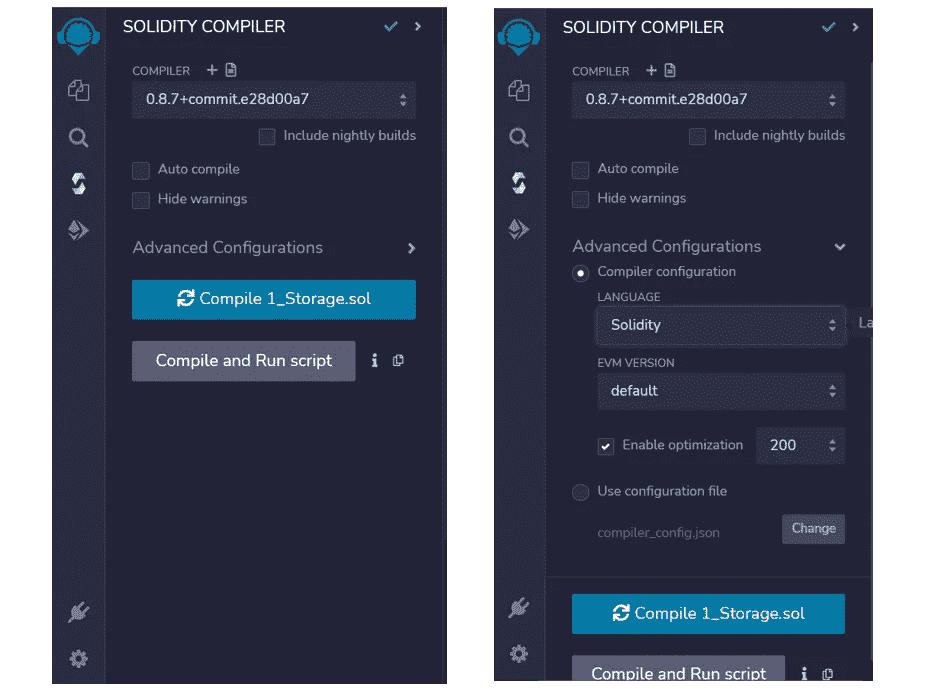 SOLIDITY COMPILER
COMPILER
0.8.7+commit.e28d00a7
Include nightly builds
Auto compile
Hide warnings
Advanced Configurations
Compile 1_Storage.sol
Compile and Run script
SOLIDITY COMPILER
COMPILER
0.8.7+commit.e28d00a7
Include nightly builds
Auto compile
Hide warnings
Advanced Configurations
Compiler configuration
LANGUAGE
Solidity
La
EVM VERSION
default
Enable optimization 200
Use configuration file
compiler_config.json Change
Compile 1_Storage.sol
Compile and Run script